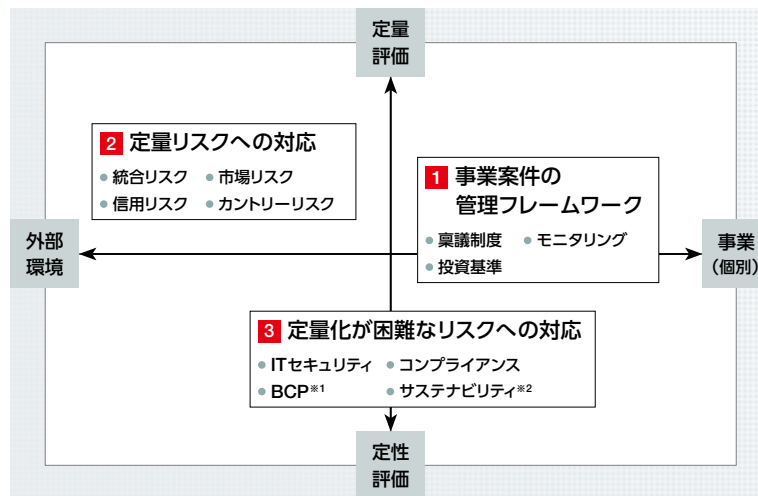 定量
評価
2 定量リスクへの対応
● 統合リスク ● 市場リスク
● 信用リスク ● カントリーリスク
1 事業案件の
管理フレームワーク
● 稟議制度 ● モニタリング
● 投資基準
外部
環境
事業
(個別)
3 定量化が困難なリスクへの対応
● ITセキュリティ ● コンプライアンス
● BCP※1 ● サステナビリティ※2
定性
評価